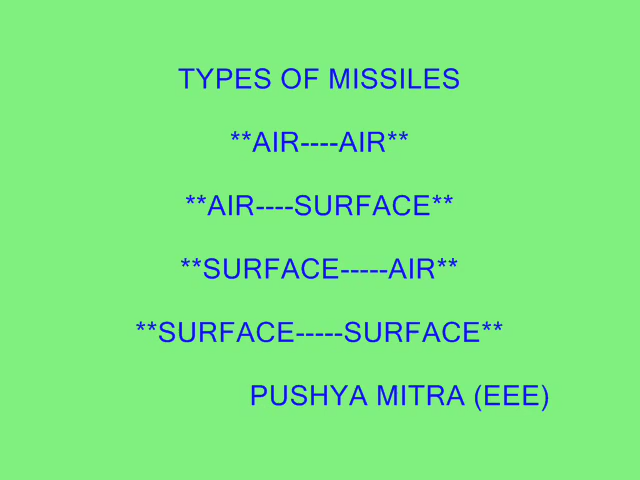 TYPES OF MISSILES
**AIR----AIR**
**AIR----SURFACE**
**SURFACE-----AIR**
**SURFACE-----SURFACE**
PUSHYA MITRA (EEE)